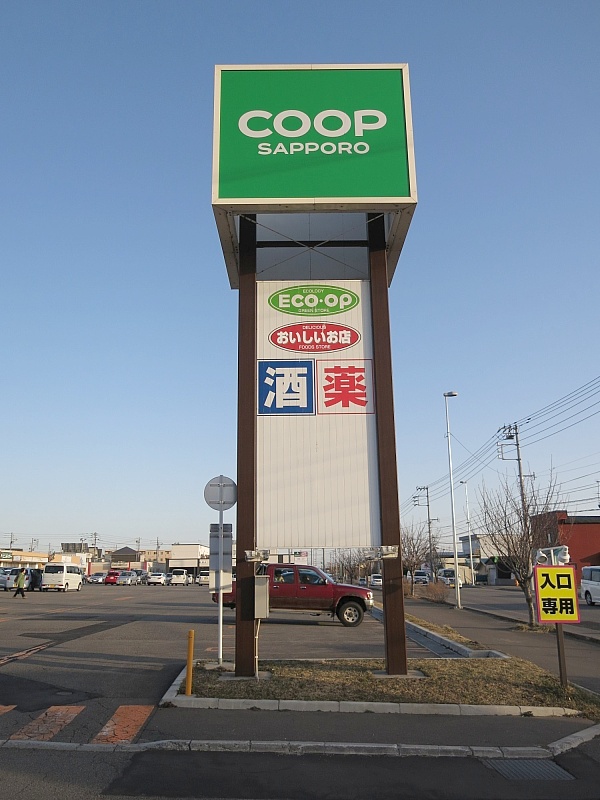 COOP
SAPPORO
ECOLOGY
ECO·OP
GREEN STORE
DELICIOUS
おいしいお店
FOODS STORE
酒 薬
入口
専用